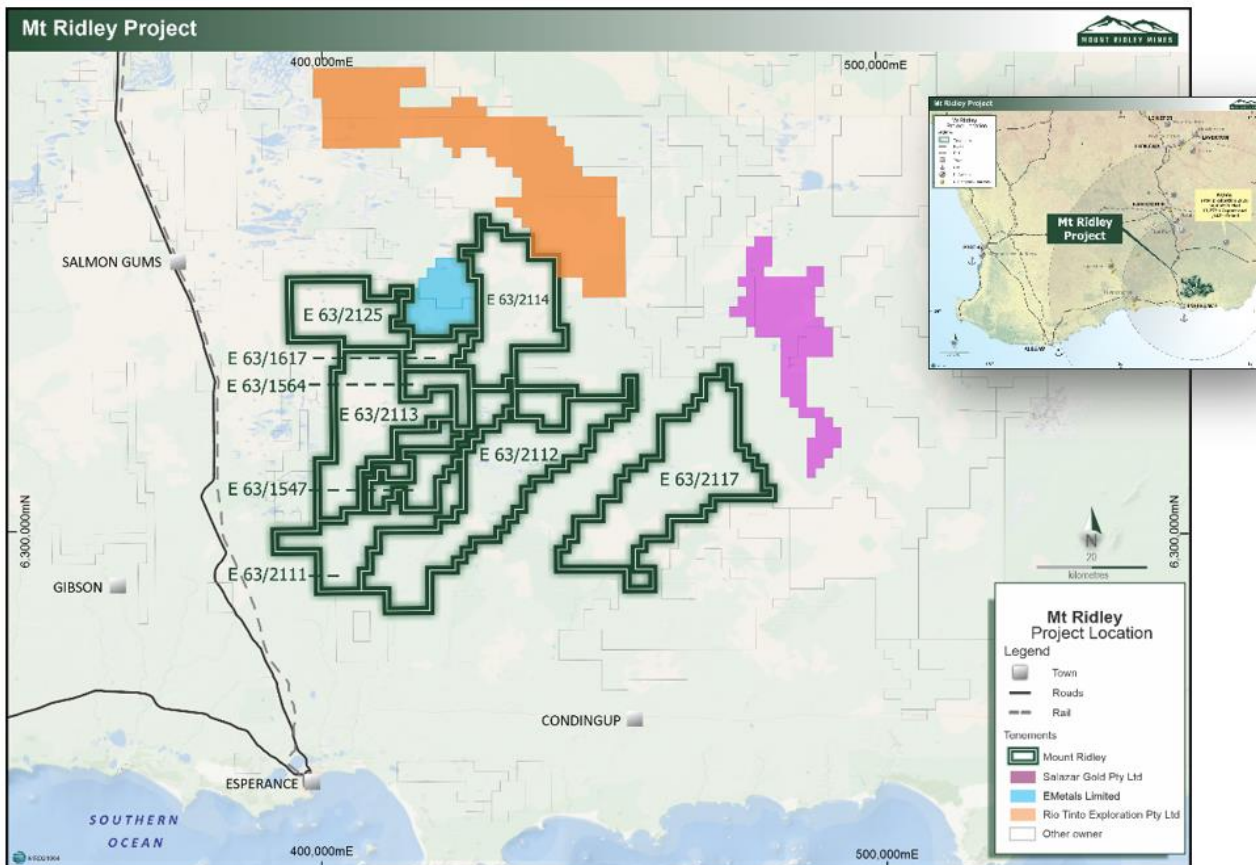 Mt Ridley Project
MOUNT RIDLEY MINES
400,000mE
500,000mE
SALMON GUMS
E 63/2125
E 63/2114
E 63/1617
E 63/1564
E 63/2113
E 63/2112
E 63/2117
E 63/1547
E 63/2111
6,300,000mN
6,300,000mN
GIBSON
CONDINGUP
ESPERANCE
SOUTHERN
OCEAN
400,000mE
500,000mE
N
20
kilometres
Mt Ridley
Project Location
Legend
Town
Roads
Rail
Tenements
Mount Ridley
Salazar Gold Pty Ltd
EMetals Limited
Rio Tinto Exploration Pty Ltd
Other owner
Mt Ridley Project
Mt Ridley
Project Location
Mt Ridley
Project